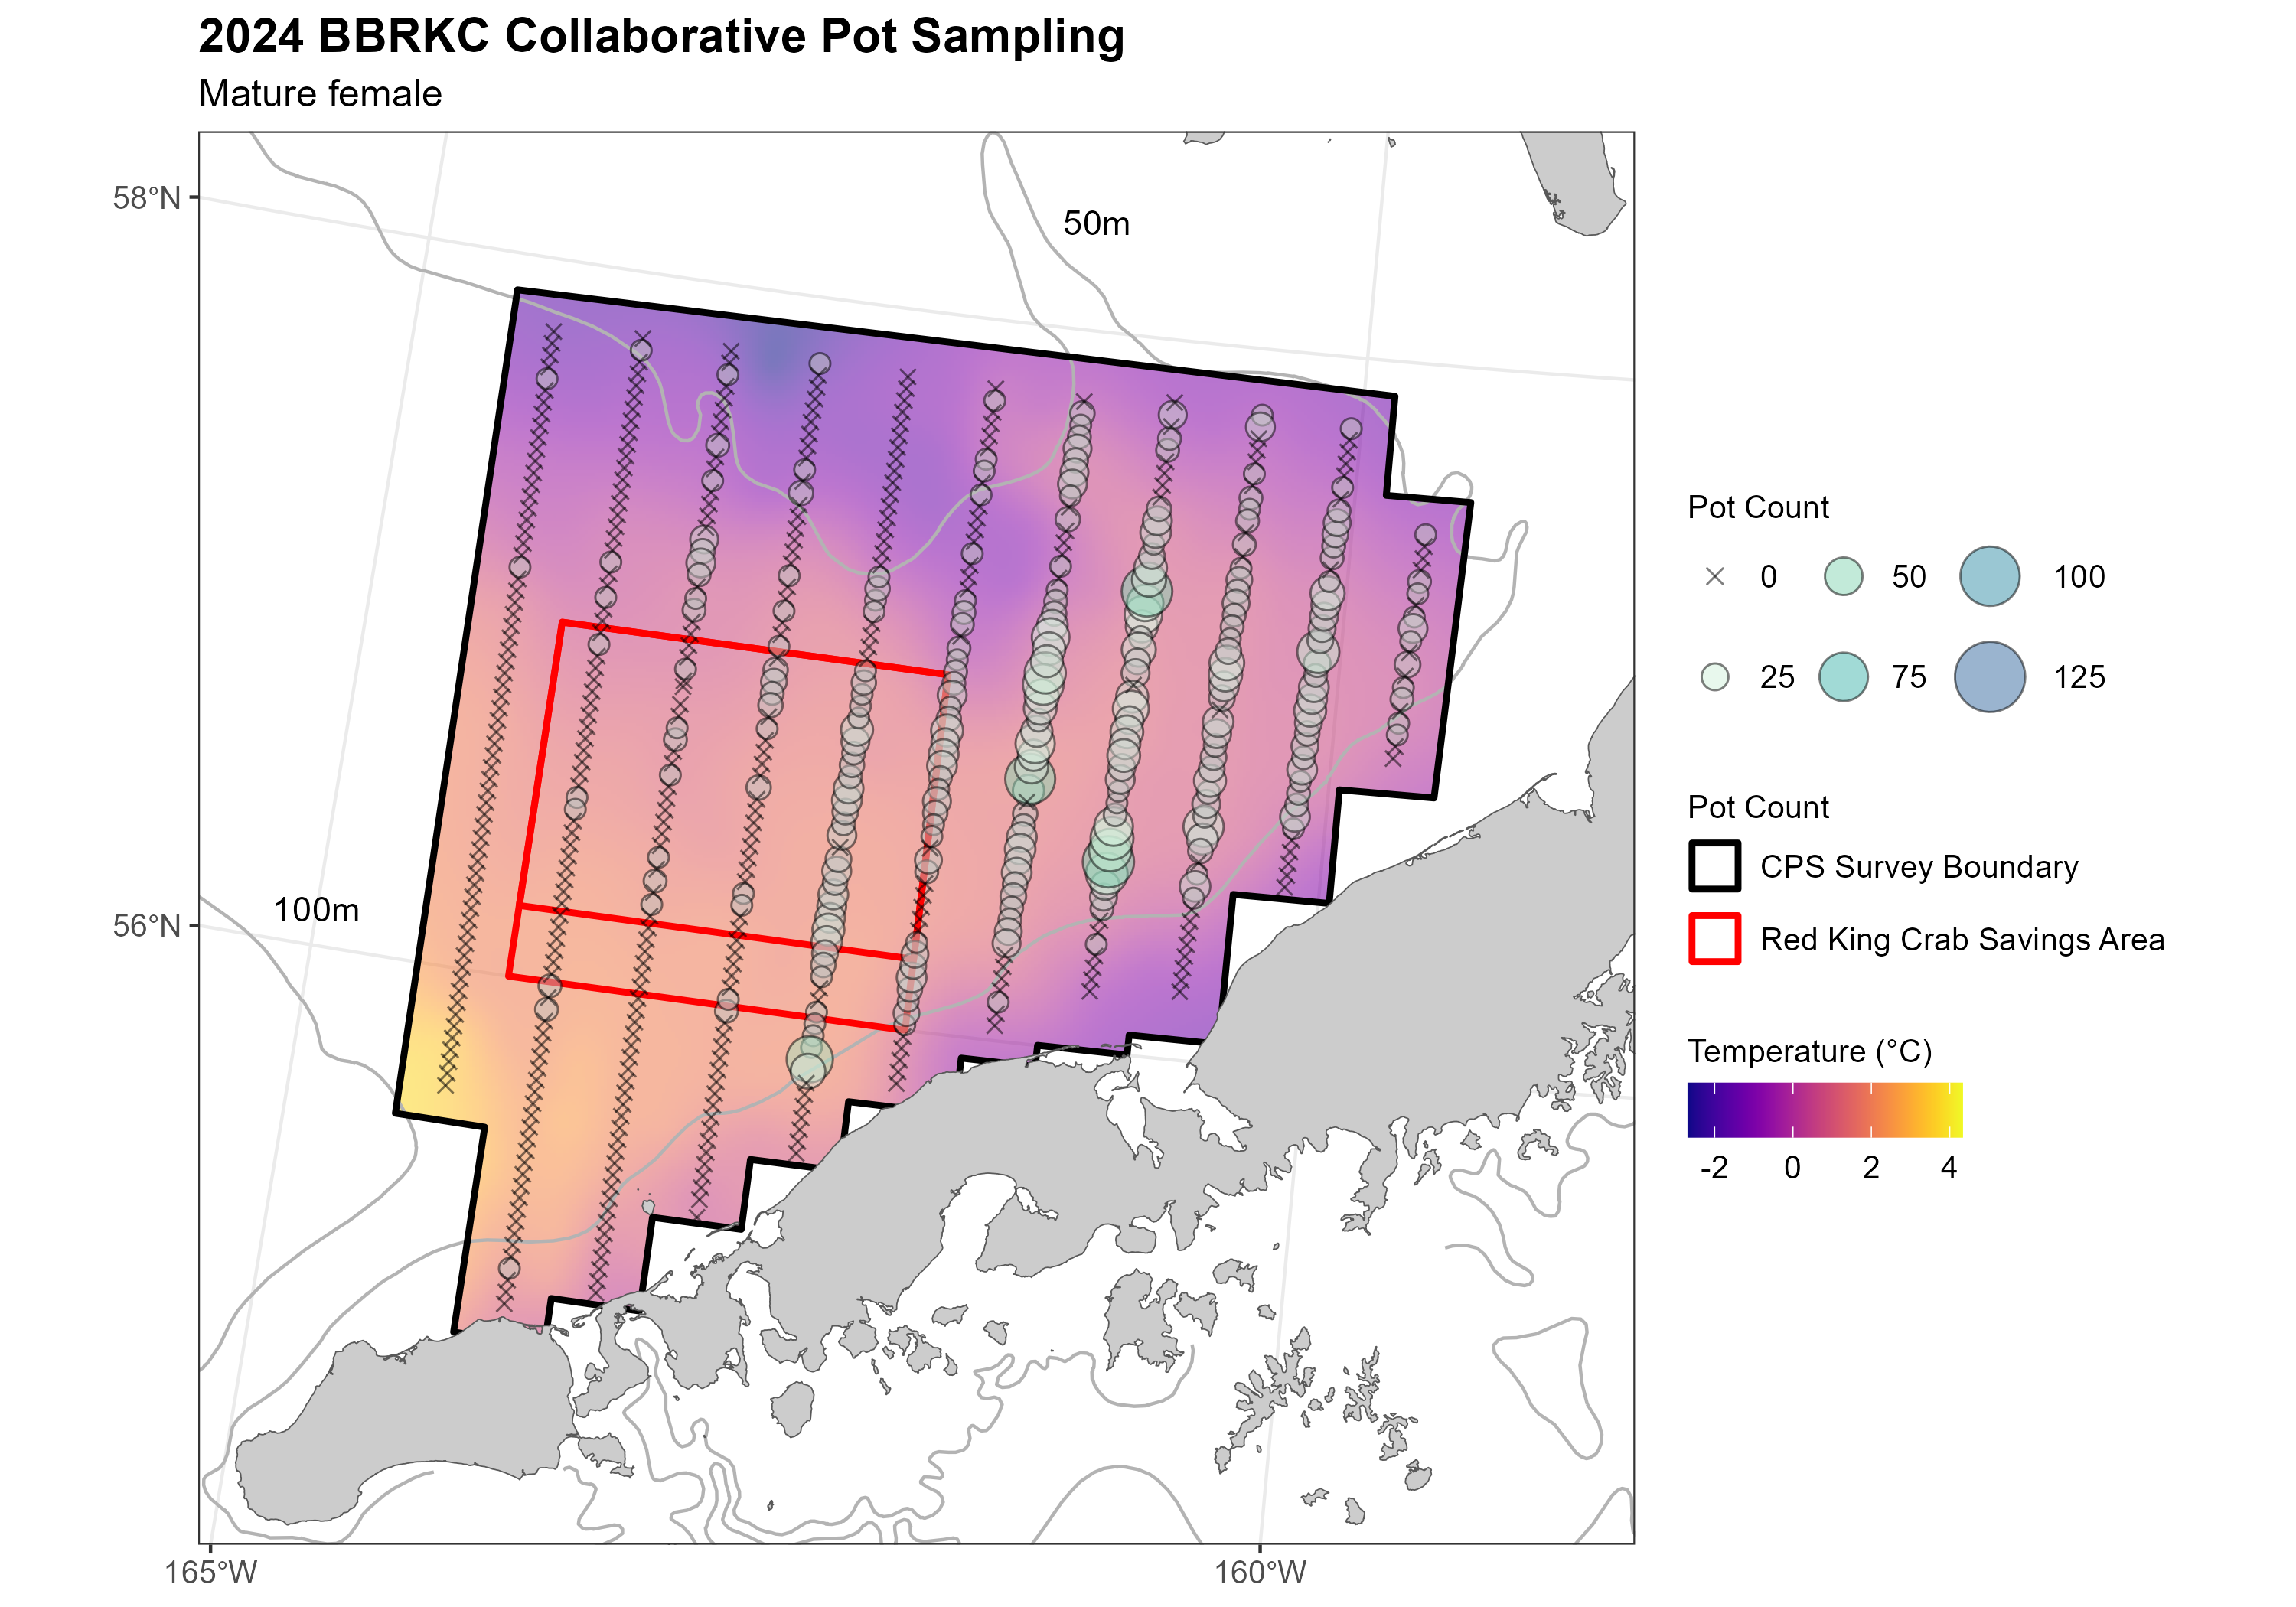 2024 BBRKC Collaborative Pot Sampling
Mature female
58°N
56°N
165°W
160°W
50m
100m
Pot Count
0 50 100
25 75 125
Pot Count
CPS Survey Boundary
Red King Crab Savings Area
Temperature (°C)
-2 0 2 4